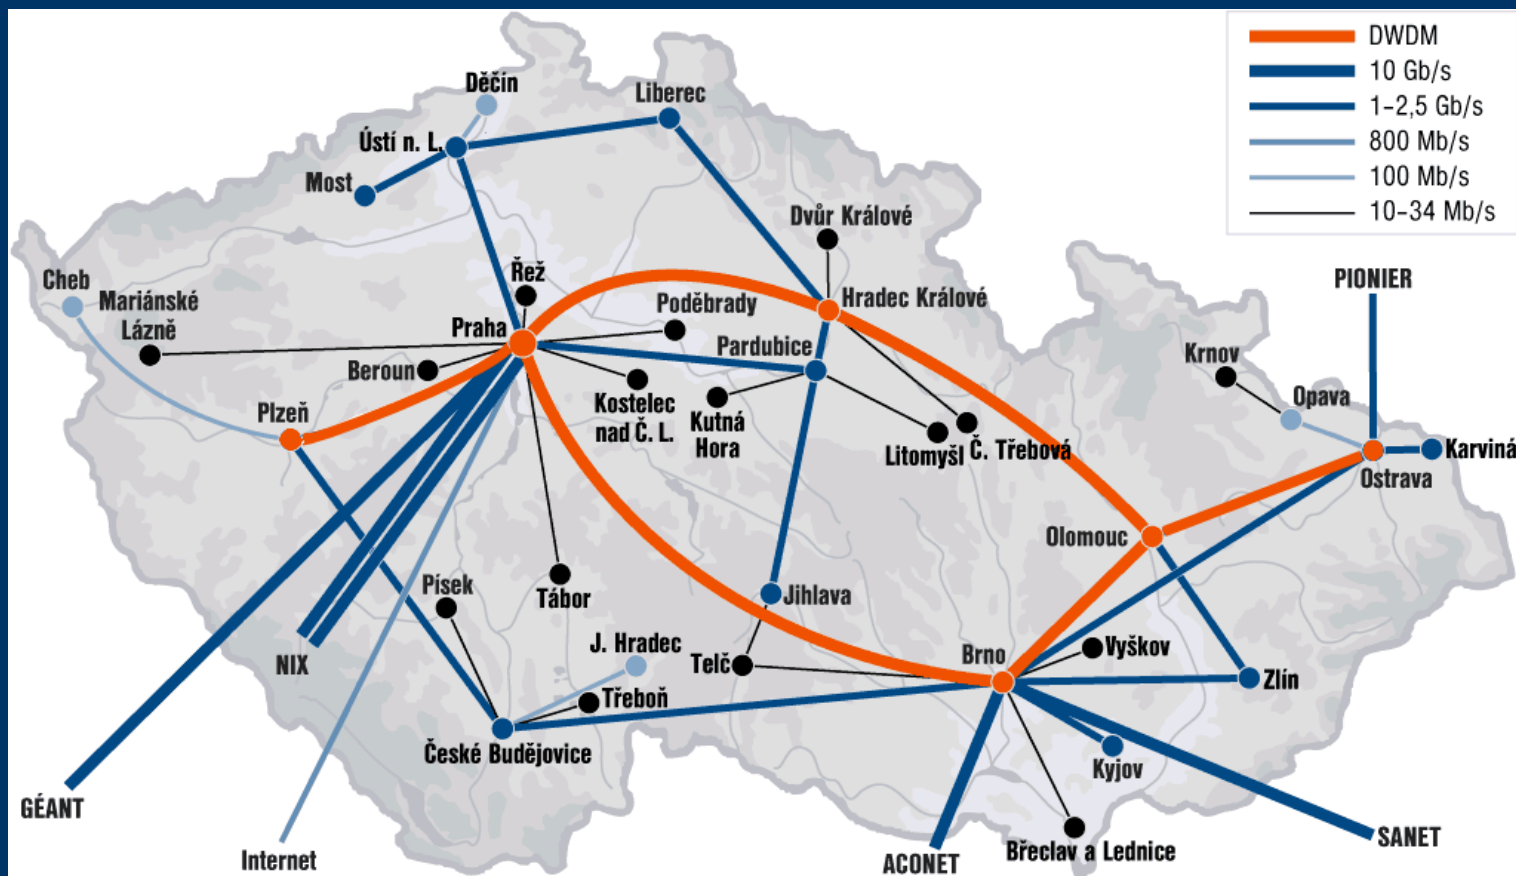 DWDM
10 Gb/s
1–2,5 Gb/s
800 Mb/s
100 Mb/s
10–34 Mb/s
Děčín
Liberec
Ústí n. L.
Most
Dvůr Králové
Cheb
Mariánské
Lázně
Řež
Poděbrady
Hradec Králové
PIONIER
Praha
Pardubice
Krnov
Beroun
Opava
Plzeň
Kostelec
nad Č. L.
Kutná
Hora
Litomyšl
Č. Třebová
Karviná
Ostrava
Olomouc
Písek
Tábor
Jihlava
NIX
J. Hradec
Telč
Brno
Vyškov
Zlín
Třeboň
České Budějovice
Kyjov
GÉANT
Internet
ACONET
Břeclav a Lednice
SANET